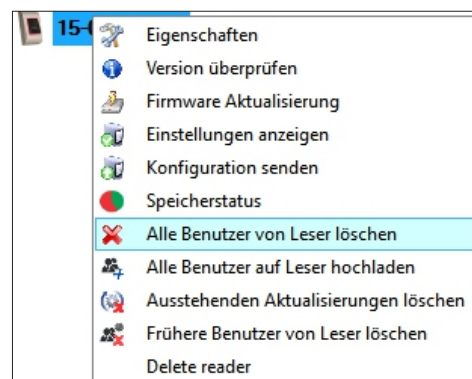 15-
Eigenschaften
Version überprüfen
Firmware Aktualisierung
Einstellungen anzeigen
Konfiguration senden
Speicherstatus
Alle Benutzer von Leser löschen
Alle Benutzer auf Leser hochladen
Ausstehenden Aktualisierungen löschen
Frühere Benutzer von Leser löschen
Delete reader